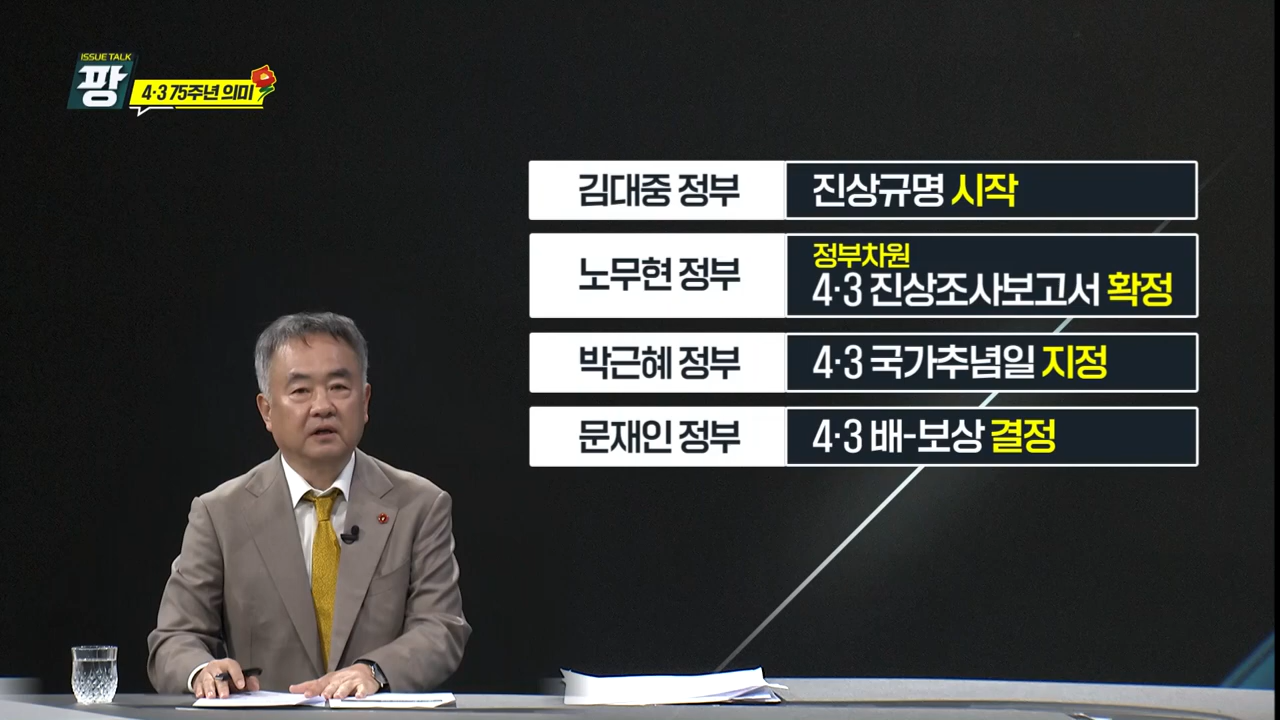 ISSUE TALK
팡
4·3 75주년 의미
김대중 정부
진상규명 시작
노무현 정부
정부차원
4·3 진상조사보고서 확정
박근혜 정부
4·3 국가추념일 지정
문재인 정부
4·3 배-보상 결정